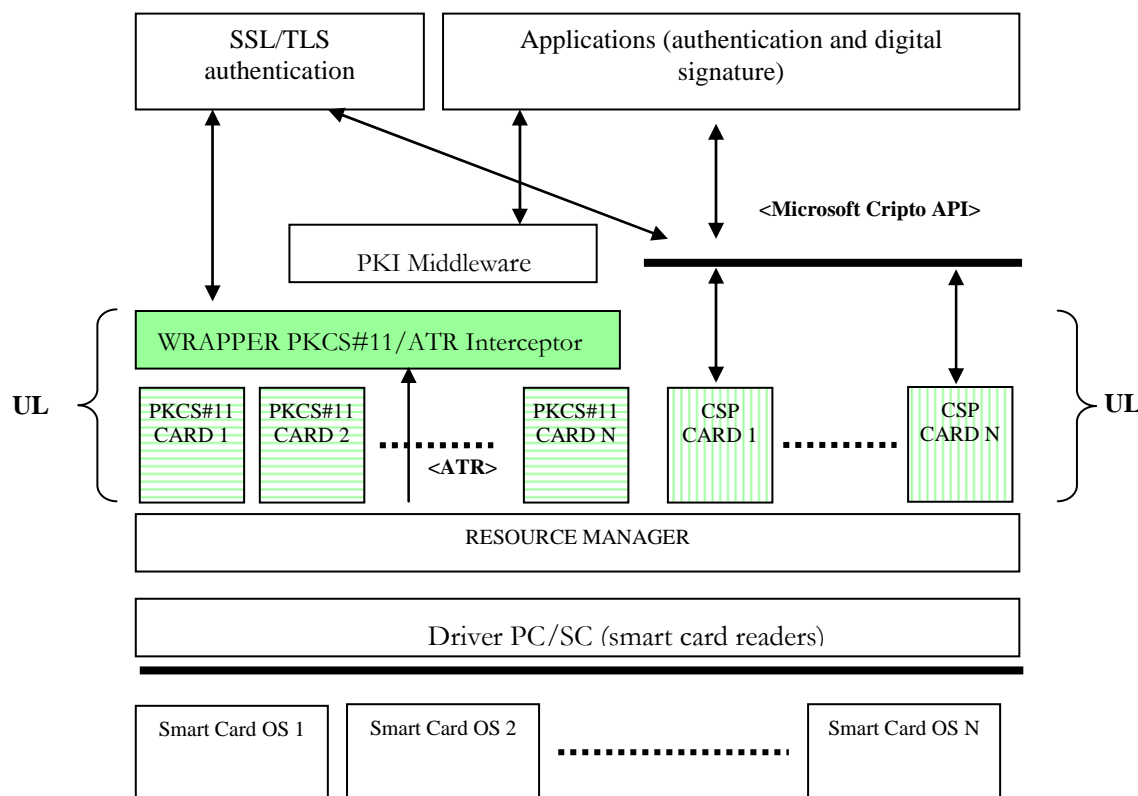 SSL/TLS
authentication
Applications (authentication and digital
signature)
<Microsoft Cripto API>
PKI Middleware
WRAPPER PKCS#11/ATR Interceptor
UL
UL
PKCS#11
CARD 1
PKCS#11
CARD 2
<ATR>
PKCS#11
CARD N
CSP
CARD 1
CSP
CARD N
RESOURCE MANAGER
Driver PC/SC (smart card readers)
Smart Card OS 1
Smart Card OS 2
Smart Card OS N